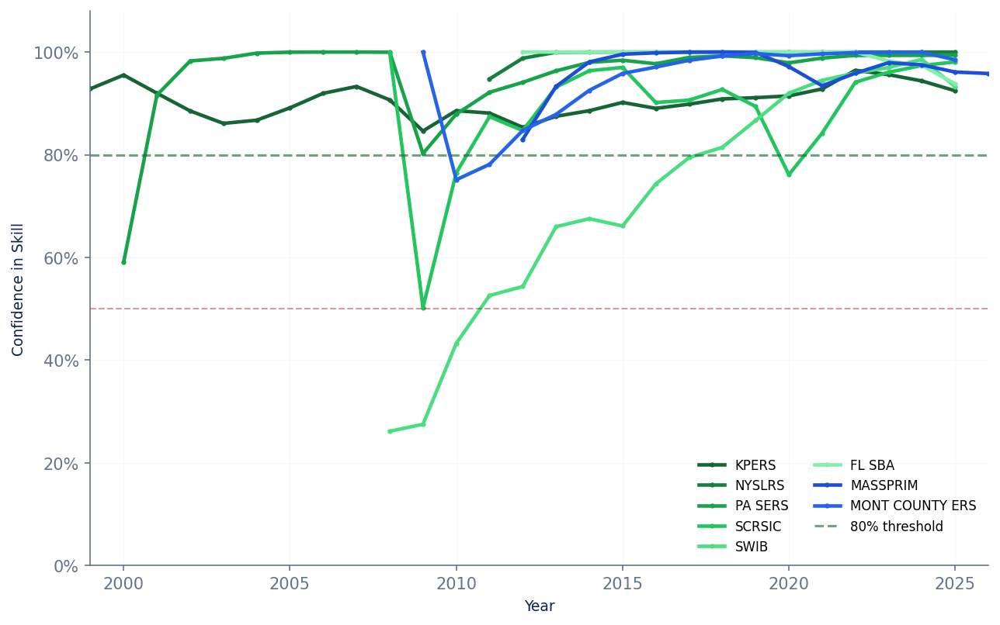 100%
80%
60%
40%
20%
0%
Confidence in Skill
2000
2005
2010
2015
2020
2025
Year
KPERS
NYSLRS
PA SERS
SCRSIC
SWIB
FL SBA
MASSPRIM
MONT COUNTY ERS
80% threshold